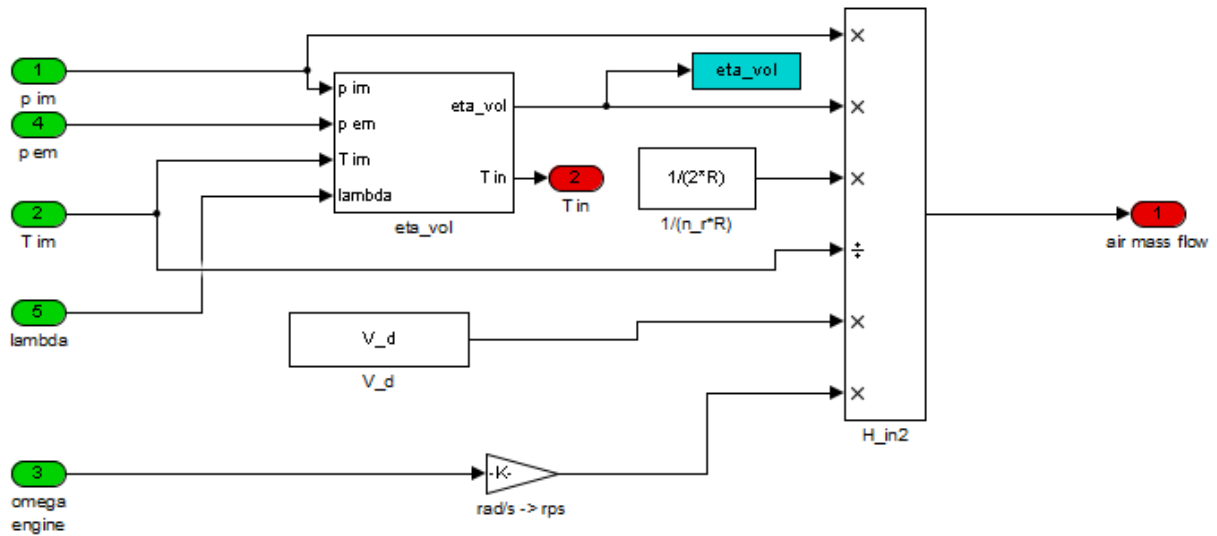 1
p im
4
p em
2
T im
5
lambda
3
omega
engine
p im
p em
T im
lambda
eta_vol
T in
eta_vol
eta_vol
2
T in
1/(2*R)
1/(n_r*R)
V_d
V_d
-K-
rad/s -> rps
×
×
×
÷
×
×
H_in2
1
air mass flow